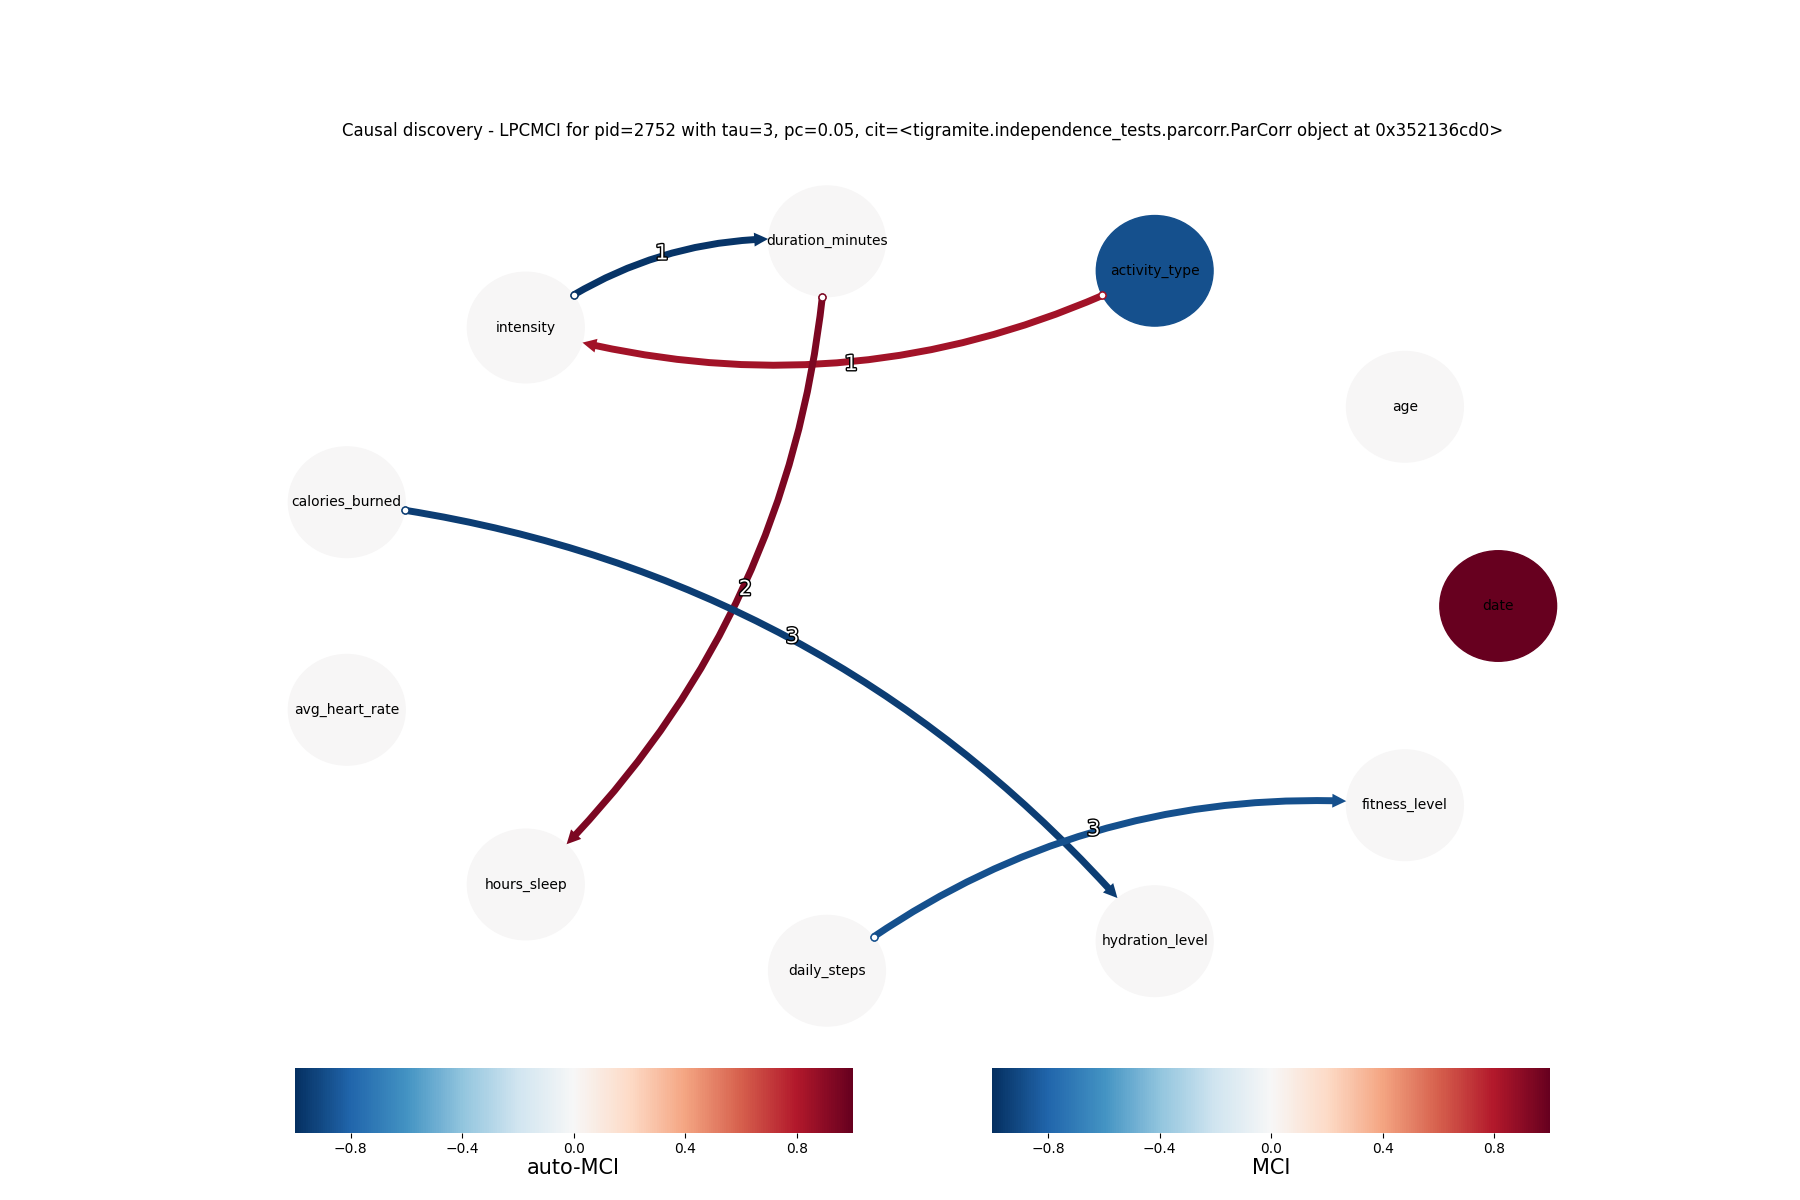 Causal discovery - LPCMCI for pid=2752 with tau=3, pc=0.05, cit=<tigramite.independence_tests.parcorr.ParCorr object at 0x352136cd0>
duration_minutes
1
activity_type
intensity
1
age
calories_burned
2
3
date
avg_heart_rate
fitness_level
3
hours_sleep
hydration_level
daily_steps
−0.8 −0.4 0.0 0.4 0.8
auto-MCI
−0.8 −0.4 0.0 0.4 0.8
MCI